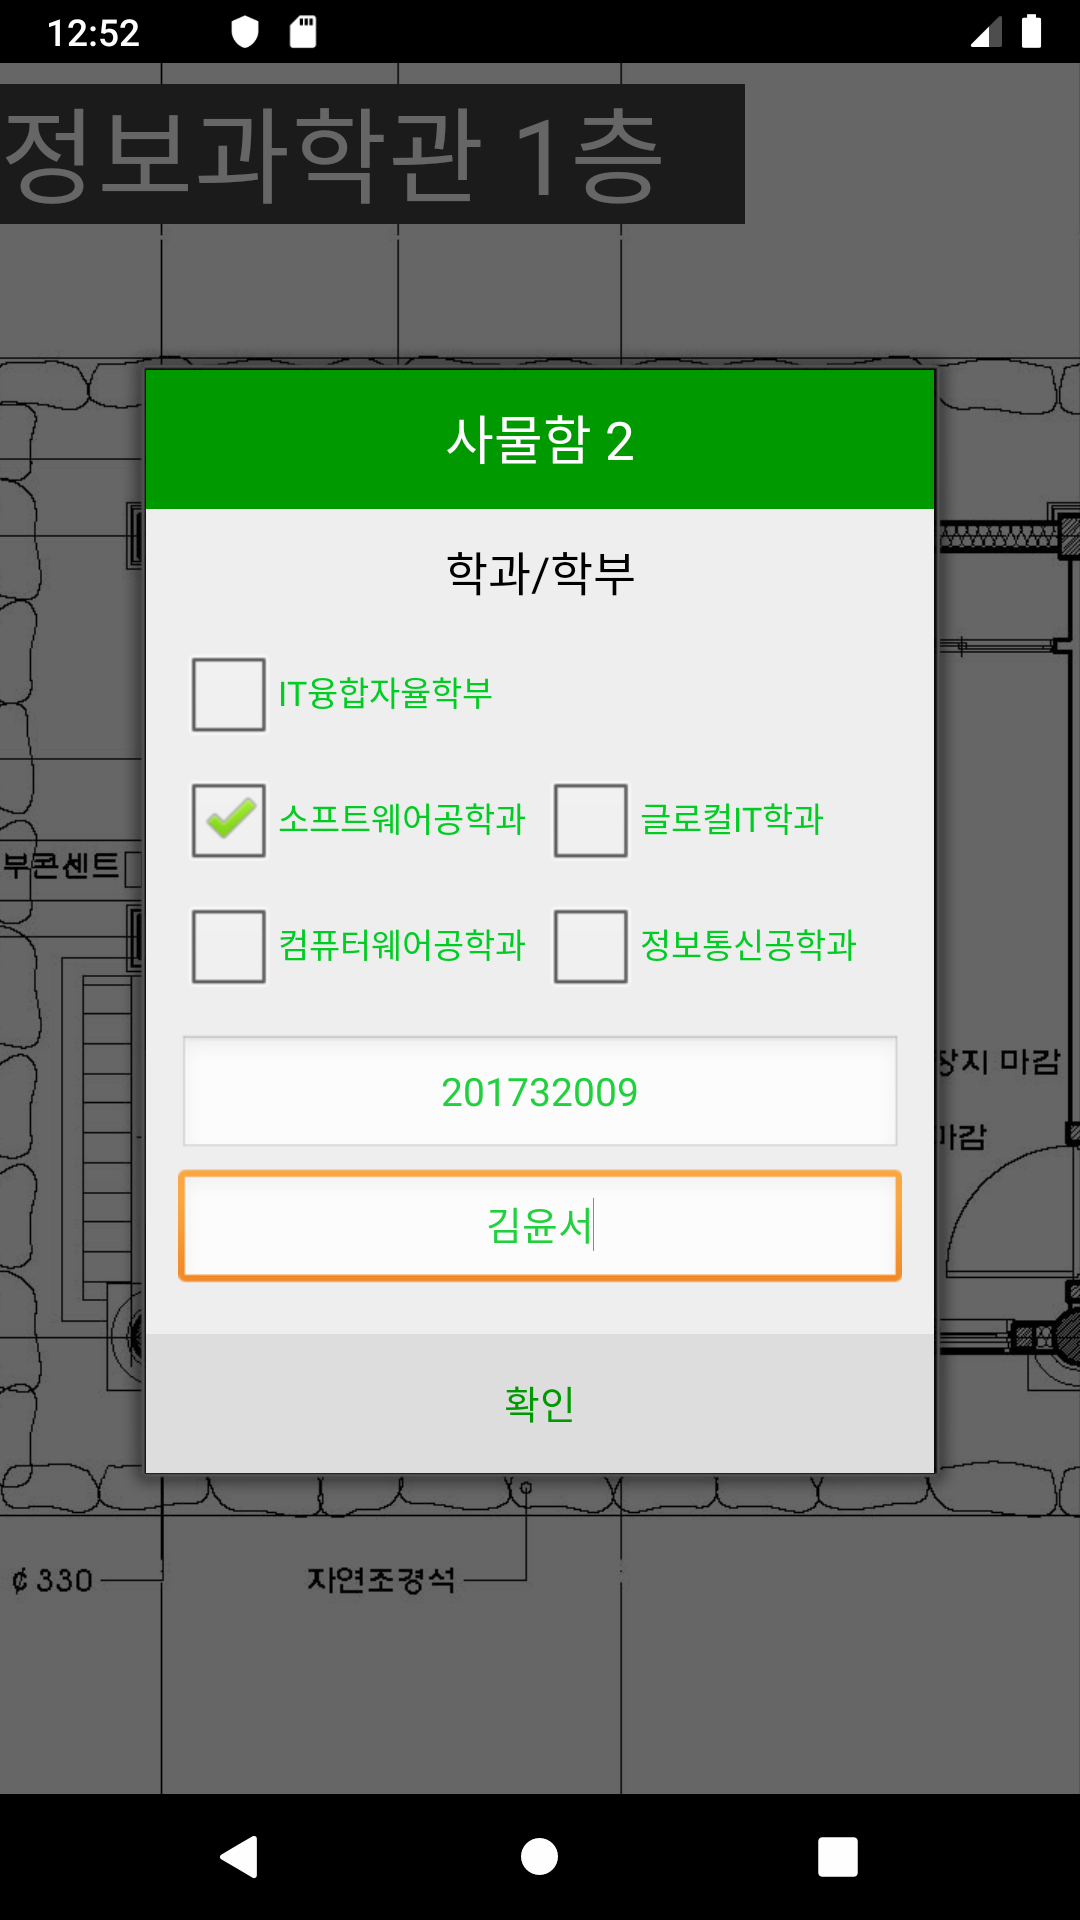 12:52
정보과학관 1층
사물함 2
학과/학부
IT융합자율학부
소프트웨어공학과 글로컬IT학과
부콘센트
컴퓨터웨어공학과 정보통신공학과
장지 마감
201732009
마감
김윤서
확인
¢ 330 자연조경석